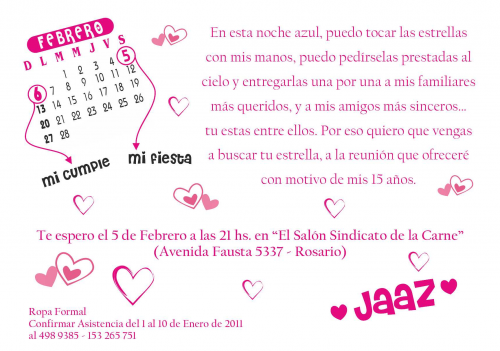 FEBRERO
D L M M J V S
1 2 3 4 5
6 7 8 9 10 11 12
13 14 15 16 17 18 19
20 21 22 23 24 25 26
27 28
mi cumple
mi fiesta
En esta noche azul, puedo tocar las estrellas
con mis manos, puedo pedírselas prestadas al
cielo y entregarlas una por una a mis familiares
más queridos, y a mis amigos más sinceros...
tu estas entre ellos. Por eso quiero que vengas
a buscar tu estrella, a la reunión que ofreceré
con motivo de mis 15 años.
Te espero el 5 de Febrero a las 21 hs. en “El Salón Sindicato de la Carne”
(Avenida Fausta 5337 - Rosario)
Jaaz
Ropa Formal
Confirmar Asistencia del 1 al 10 de Enero de 2011
al 498 9385 - 153 265 751